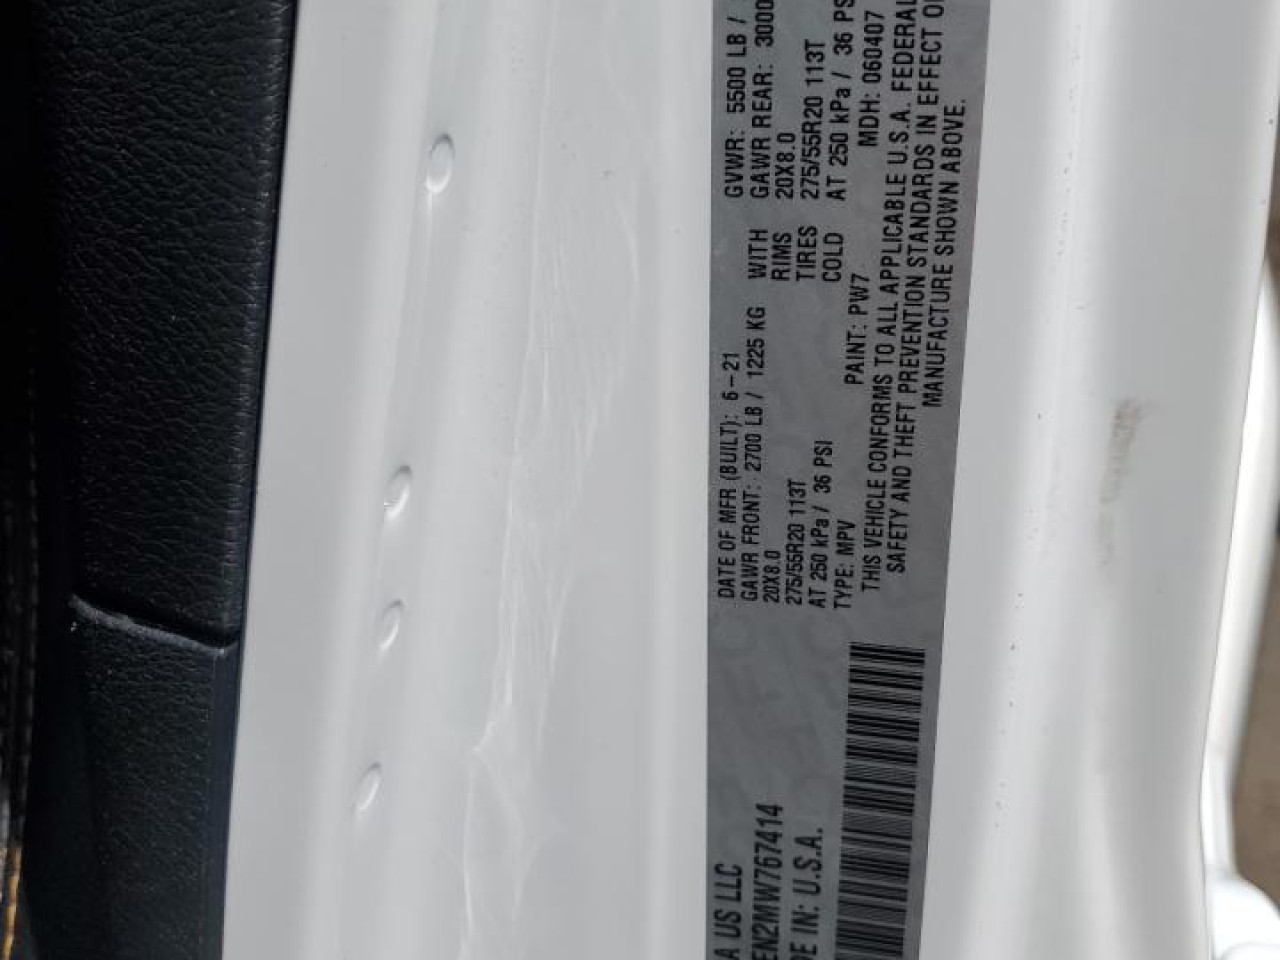 A US LLC
EN2MW767414
DE IN: U.S.A.
DATE OF MFR (BUILT): 6-21
GVWR: 5500 LB /
GAWR FRONT: 2700 LB / 1225 KG WITH GAWR REAR: 3000
20X8.0 RIMS 20X8.0
275/55R20 113T TIRES 275/55R20 113T
AT 250 kPa / 36 PSI COLD AT 250 kPa / 36 PS
TYPE: MPV PAINT: PW7 MDH: 060407
THIS VEHICLE CONFORMS TO ALL APPLICABLE U.S.A. FEDERAL
SAFETY AND THEFT PREVENTION STANDARDS IN EFFECT O
MANUFACTURE SHOWN ABOVE.